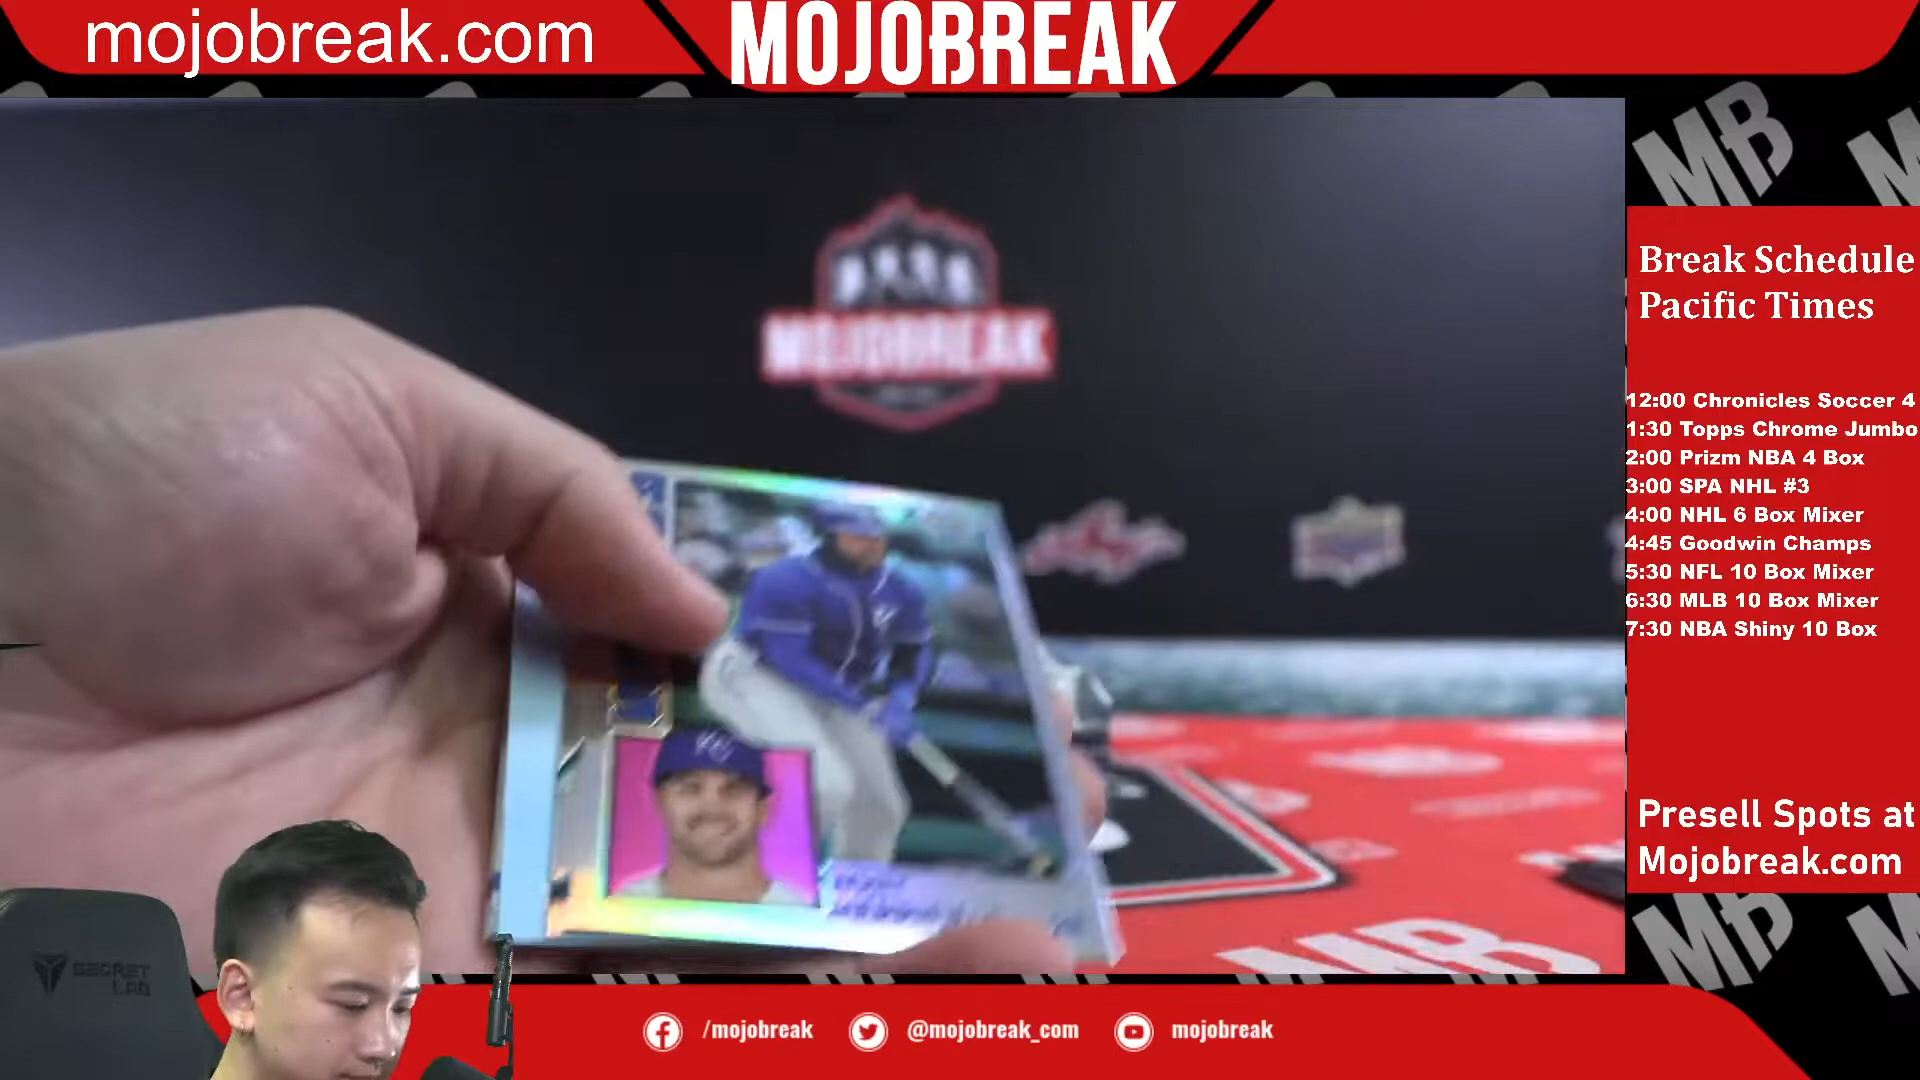 mojobreak.com
MOJOBREAK
MB
MOJOBREAK
Break Schedule
Pacific Times
12:00 Chronicles Soccer 4
1:30 Topps Chrome Jumbo
2:00 Prizm NBA 4 Box
3:00 SPA NHL #3
4:00 NHL 6 Box Mixer
4:45 Goodwin Champs
5:30 NFL 10 Box Mixer
6:30 MLB 10 Box Mixer
7:30 NBA Shiny 10 Box
KC
Presell Spots at
Mojobreak.com
MB
MB
SECRET
LAB
/mojobreak
@mojobreak_com
mojobreak